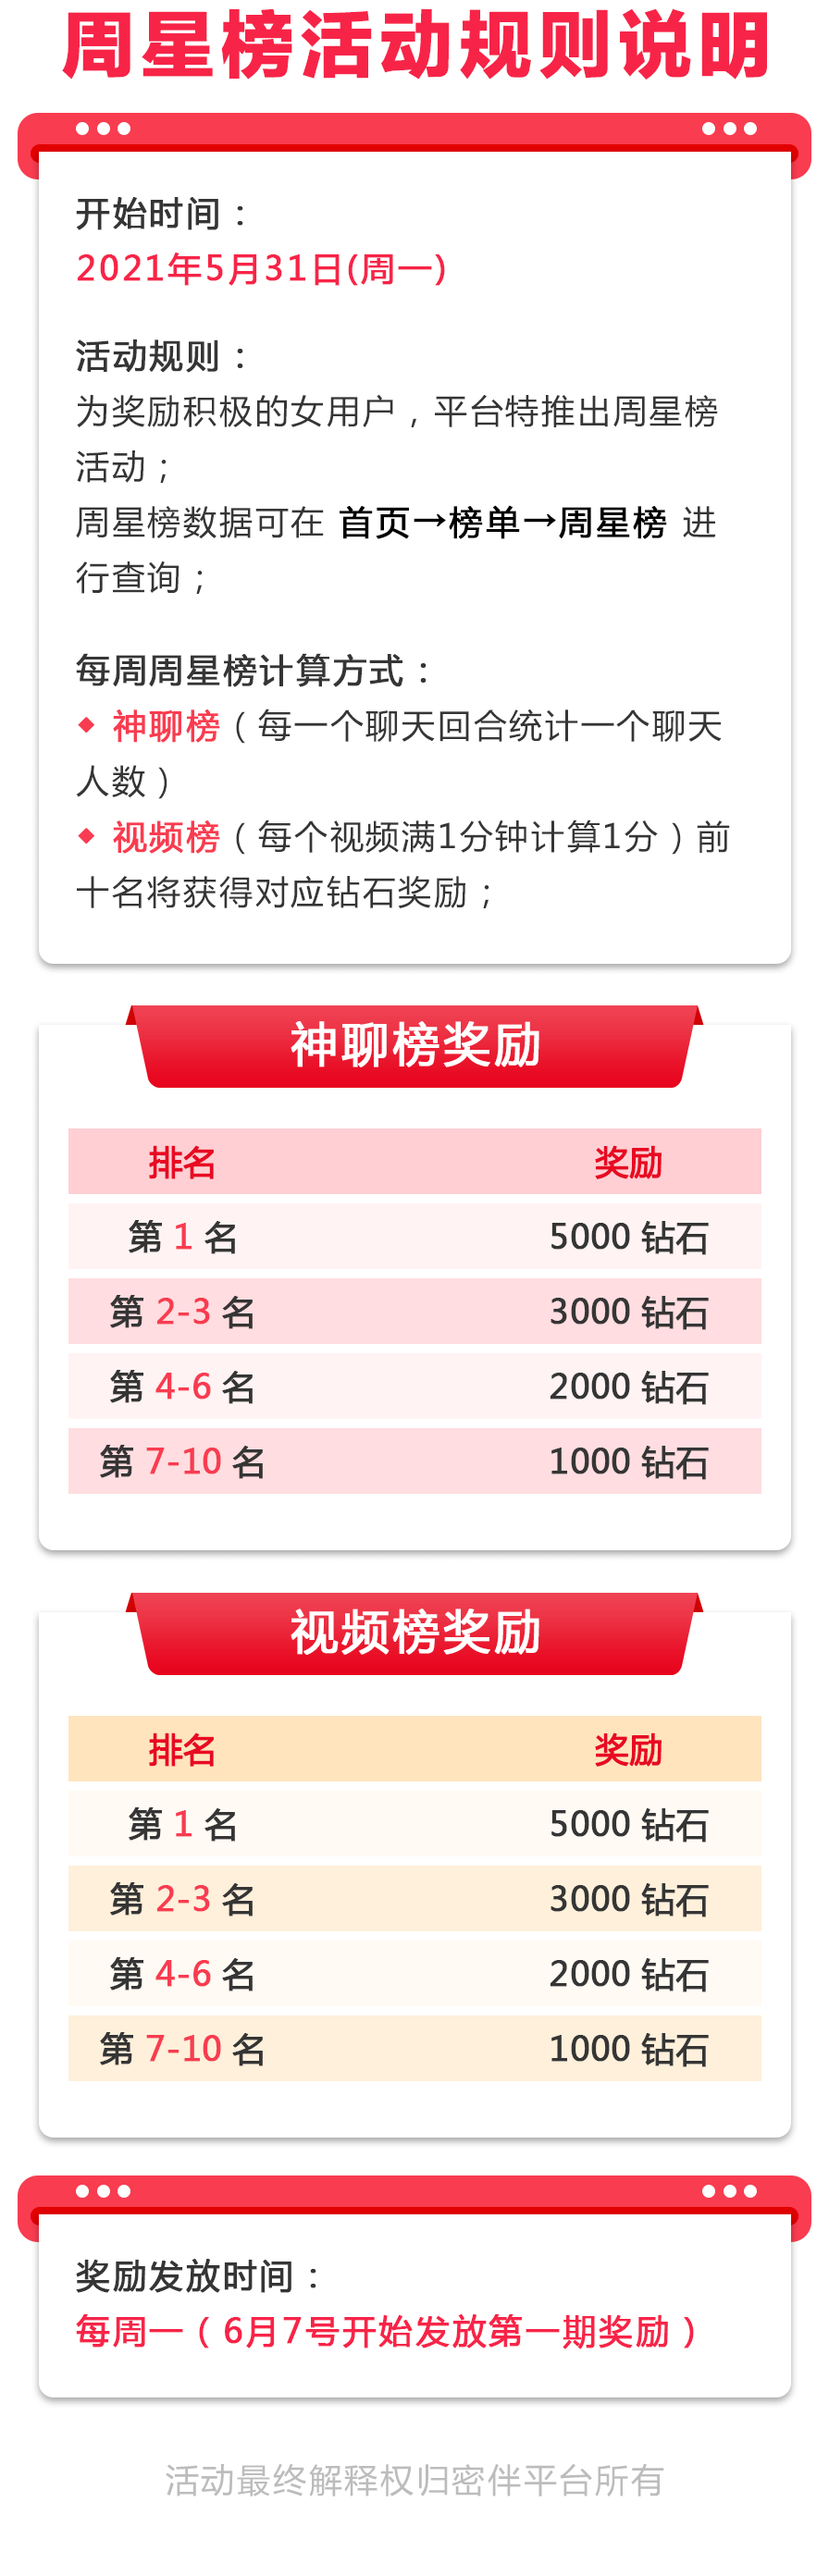 周星榜活动规则说明
开始时间：
2021年5月31日(周一)
活动规则：
为奖励积极的女用户，平台特推出周星榜
活动；
周星榜数据可在 首页→榜单→周星榜 进
行查询；
每周周星榜计算方式：
◆ 神聊榜（每一个聊天回合统计一个聊天
人数）
◆ 视频榜（每个视频满1分钟计算1分）前
十名将获得对应钻石奖励；
神聊榜奖励
排名 奖励
第 1 名 5000 钻石
第 2-3 名 3000 钻石
第 4-6 名 2000 钻石
第 7-10 名 1000 钻石
视频榜奖励
排名 奖励
第 1 名 5000 钻石
第 2-3 名 3000 钻石
第 4-6 名 2000 钻石
第 7-10 名 1000 钻石
奖励发放时间：
每周一（6月7号开始发放第一期奖励）
活动最终解释权归密伴平台所有